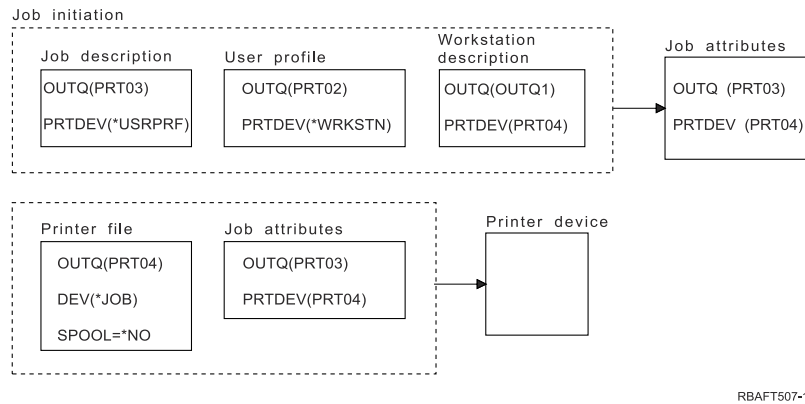 Job initiation
Job description
User profile
Workstation
description
Job attributes
OUTQ(PRT03)
PRTDEV(*USRPRF)
OUTQ(PRT02)
PRTDEV(*WRKSTN)
OUTQ(OUTQ1)
PRTDEV(PRT04)
OUTQ (PRT03)
PRTDEV (PRT04)
Printer file
Job attributes
Printer device
OUTQ(PRT04)
DEV(*JOB)
SPOOL=*NO
OUTQ(PRT03)
PRTDEV(PRT04)
RBAFT507-1